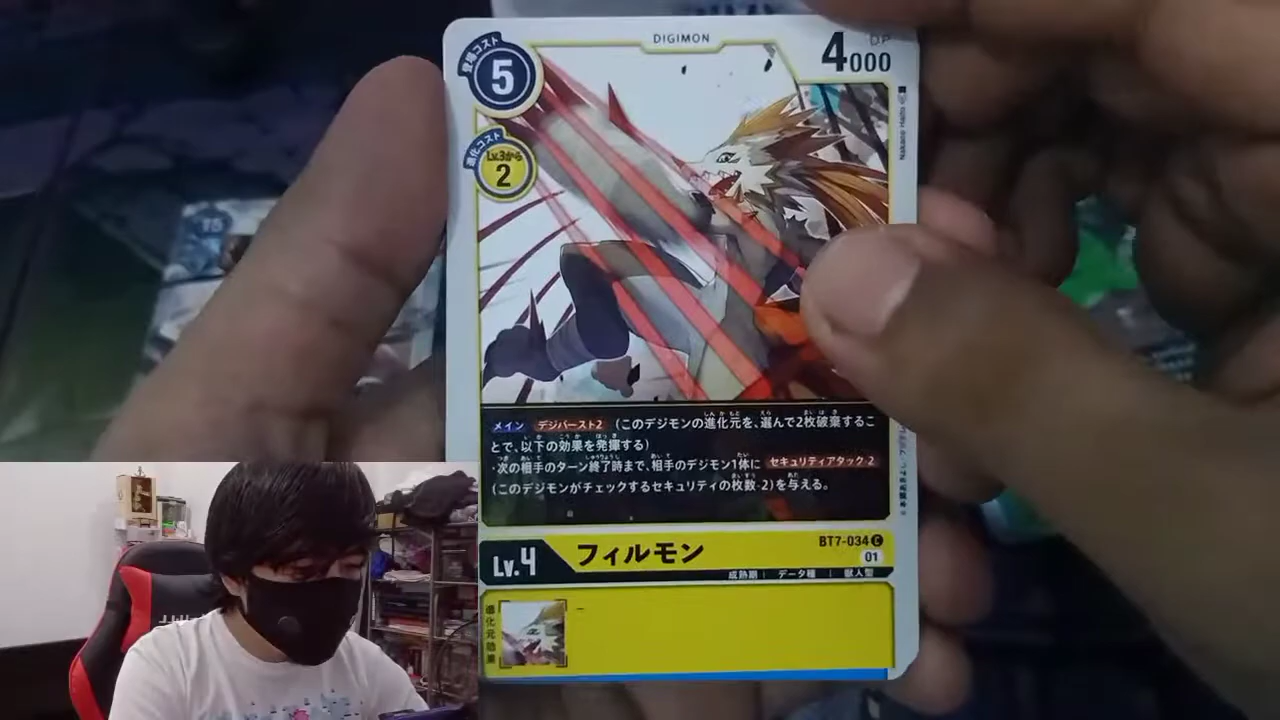 DIGIMON
登場コスト
5
DP
4000
進化コスト
Lv.3から
2
Nakano Haito
メイン デジバースト2 (このデジモンの進化元を、選んで2枚破棄するこ
とで、以下の効果を発揮する)
・次の相手のターン終了時まで、相手のデジモン1体に セキュリティアタック-2
(このデジモンがチェックするセキュリティの枚数-2)を与える。
Lv.4
フィルモン
BT7-034 C
01
成熟期 | データ種 | 獣人型
進化元効果
-
15